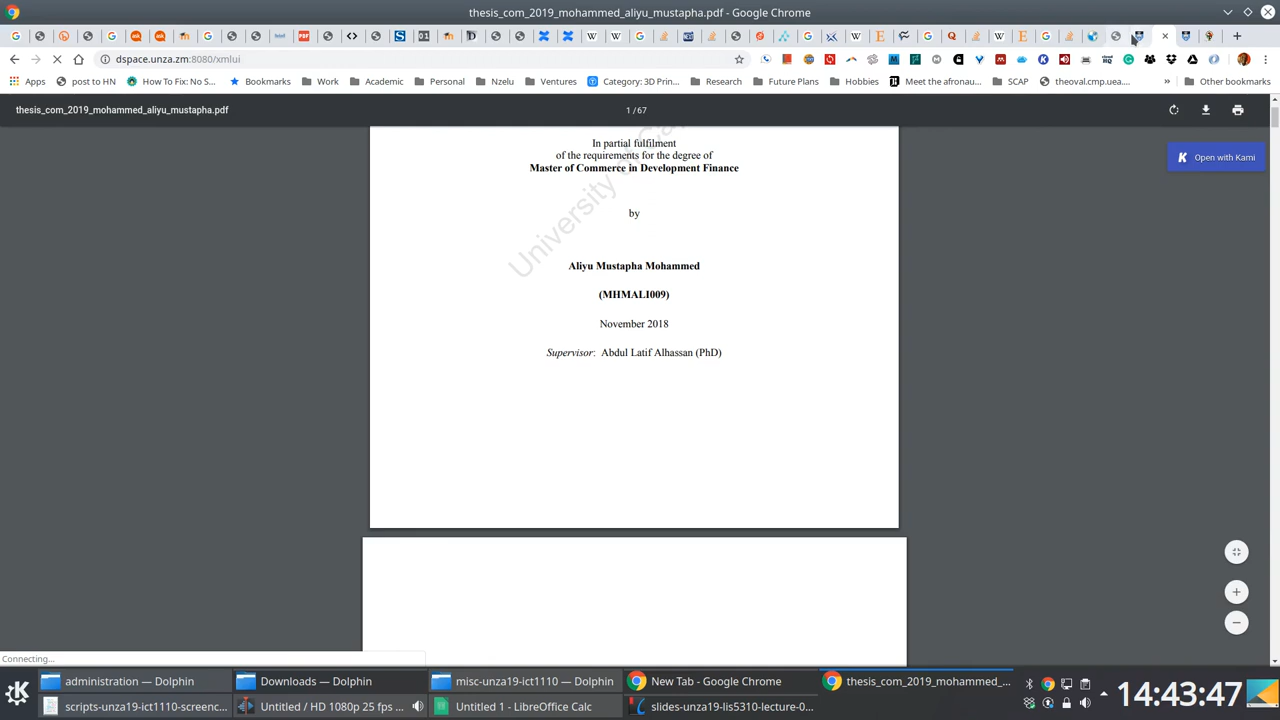 thesis_com_2019_mohammed_aliyu_mustapha.pdf - Google Chrome
dspace.unza.zm:8080/xmlui
Apps post to HN How To Fix? No S... Bookmarks Work Academic Personal Nzelu Ventures Category: 3D Prin... Research Future Plans Hobbies Meet the afronau... SCAP theoval.cmp.uea.... » Other bookmarks
thesis_com_2019_mohammed_aliyu_mustapha.pdf 1 / 67
Open with Kami
In partial fulfilment
of the requirements for the degree of
Master of Commerce in Development Finance
by
University of
Aliyu Mustapha Mohammed
(MHMALI009)
November 2018
Supervisor: Abdul Latif Alhassan (PhD)
Connecting...
administration — Dolphin Downloads — Dolphin misc-unza19-ict1110 — Dolphin New Tab - Google Chrome thesis_com_2019_mohammed_...
scripts-unza19-ict1110-screenc... Untitled / HD 1080p 25 fps ... Untitled 1 - LibreOffice Calc slides-unza19-lis5310-lecture-0...
14:43:47